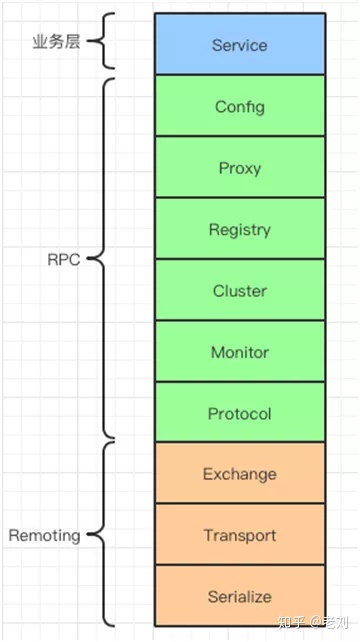 业务层
Service
Config
Proxy
Registry
RPC
Cluster
Monitor
Protocol
Exchange
Remoting
Transport
Serialize
知乎 @老刘